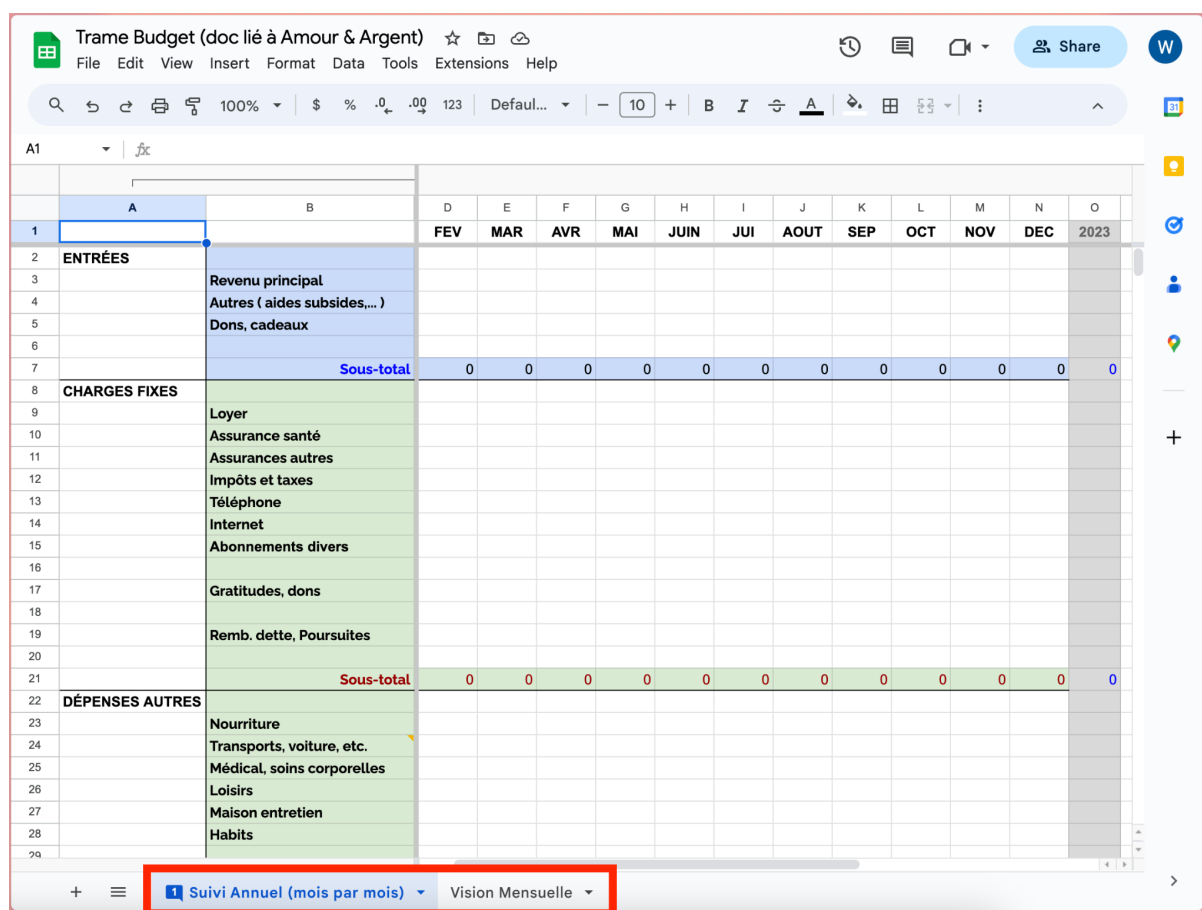 Trame Budget (doc lié à Amour & Argent)
File Edit View Insert Format Data Tools Extensions Help
Share
W
100% $ % .0 .00 123 Defaul... − 10 + B I A
31
A1 fx
A B D E F G H I J K L M N O
1 FEV MAR AVR MAI JUIN JUI AOUT SEP OCT NOV DEC 2023
2 ENTRÉES
3 Revenu principal
4 Autres ( aides subsides,... )
5 Dons, cadeaux
6
7 Sous-total 0 0 0 0 0 0 0 0 0 0 0 0
8 CHARGES FIXES
9 Loyer
10 Assurance santé
11 Assurances autres
12 Impôts et taxes
13 Téléphone
14 Internet
15 Abonnements divers
16
17 Gratitudes, dons
18
19 Remb. dette, Poursuites
20
21 Sous-total 0 0 0 0 0 0 0 0 0 0 0 0
22 DÉPENSES AUTRES
23 Nourriture
24 Transports, voiture, etc.
25 Médical, soins corporelles
26 Loisirs
27 Maison entretien
28 Habits
29
+ 1 Suivi Annuel (mois par mois) Vision Mensuelle